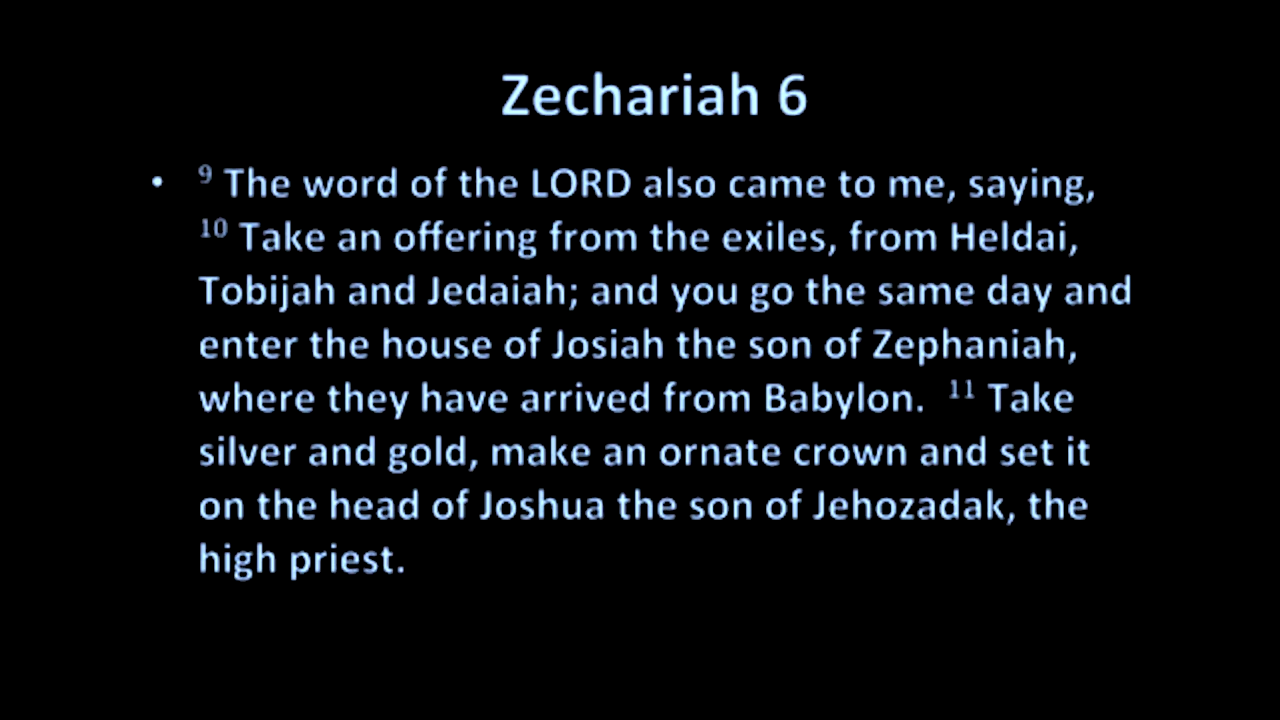 Zechariah 6
• ⁹ The word of the LORD also came to me, saying,
¹⁰ Take an offering from the exiles, from Heldai,
Tobijah and Jedaiah; and you go the same day and
enter the house of Josiah the son of Zephaniah,
where they have arrived from Babylon. ¹¹ Take
silver and gold, make an ornate crown and set it
on the head of Joshua the son of Jehozadak, the
high priest.